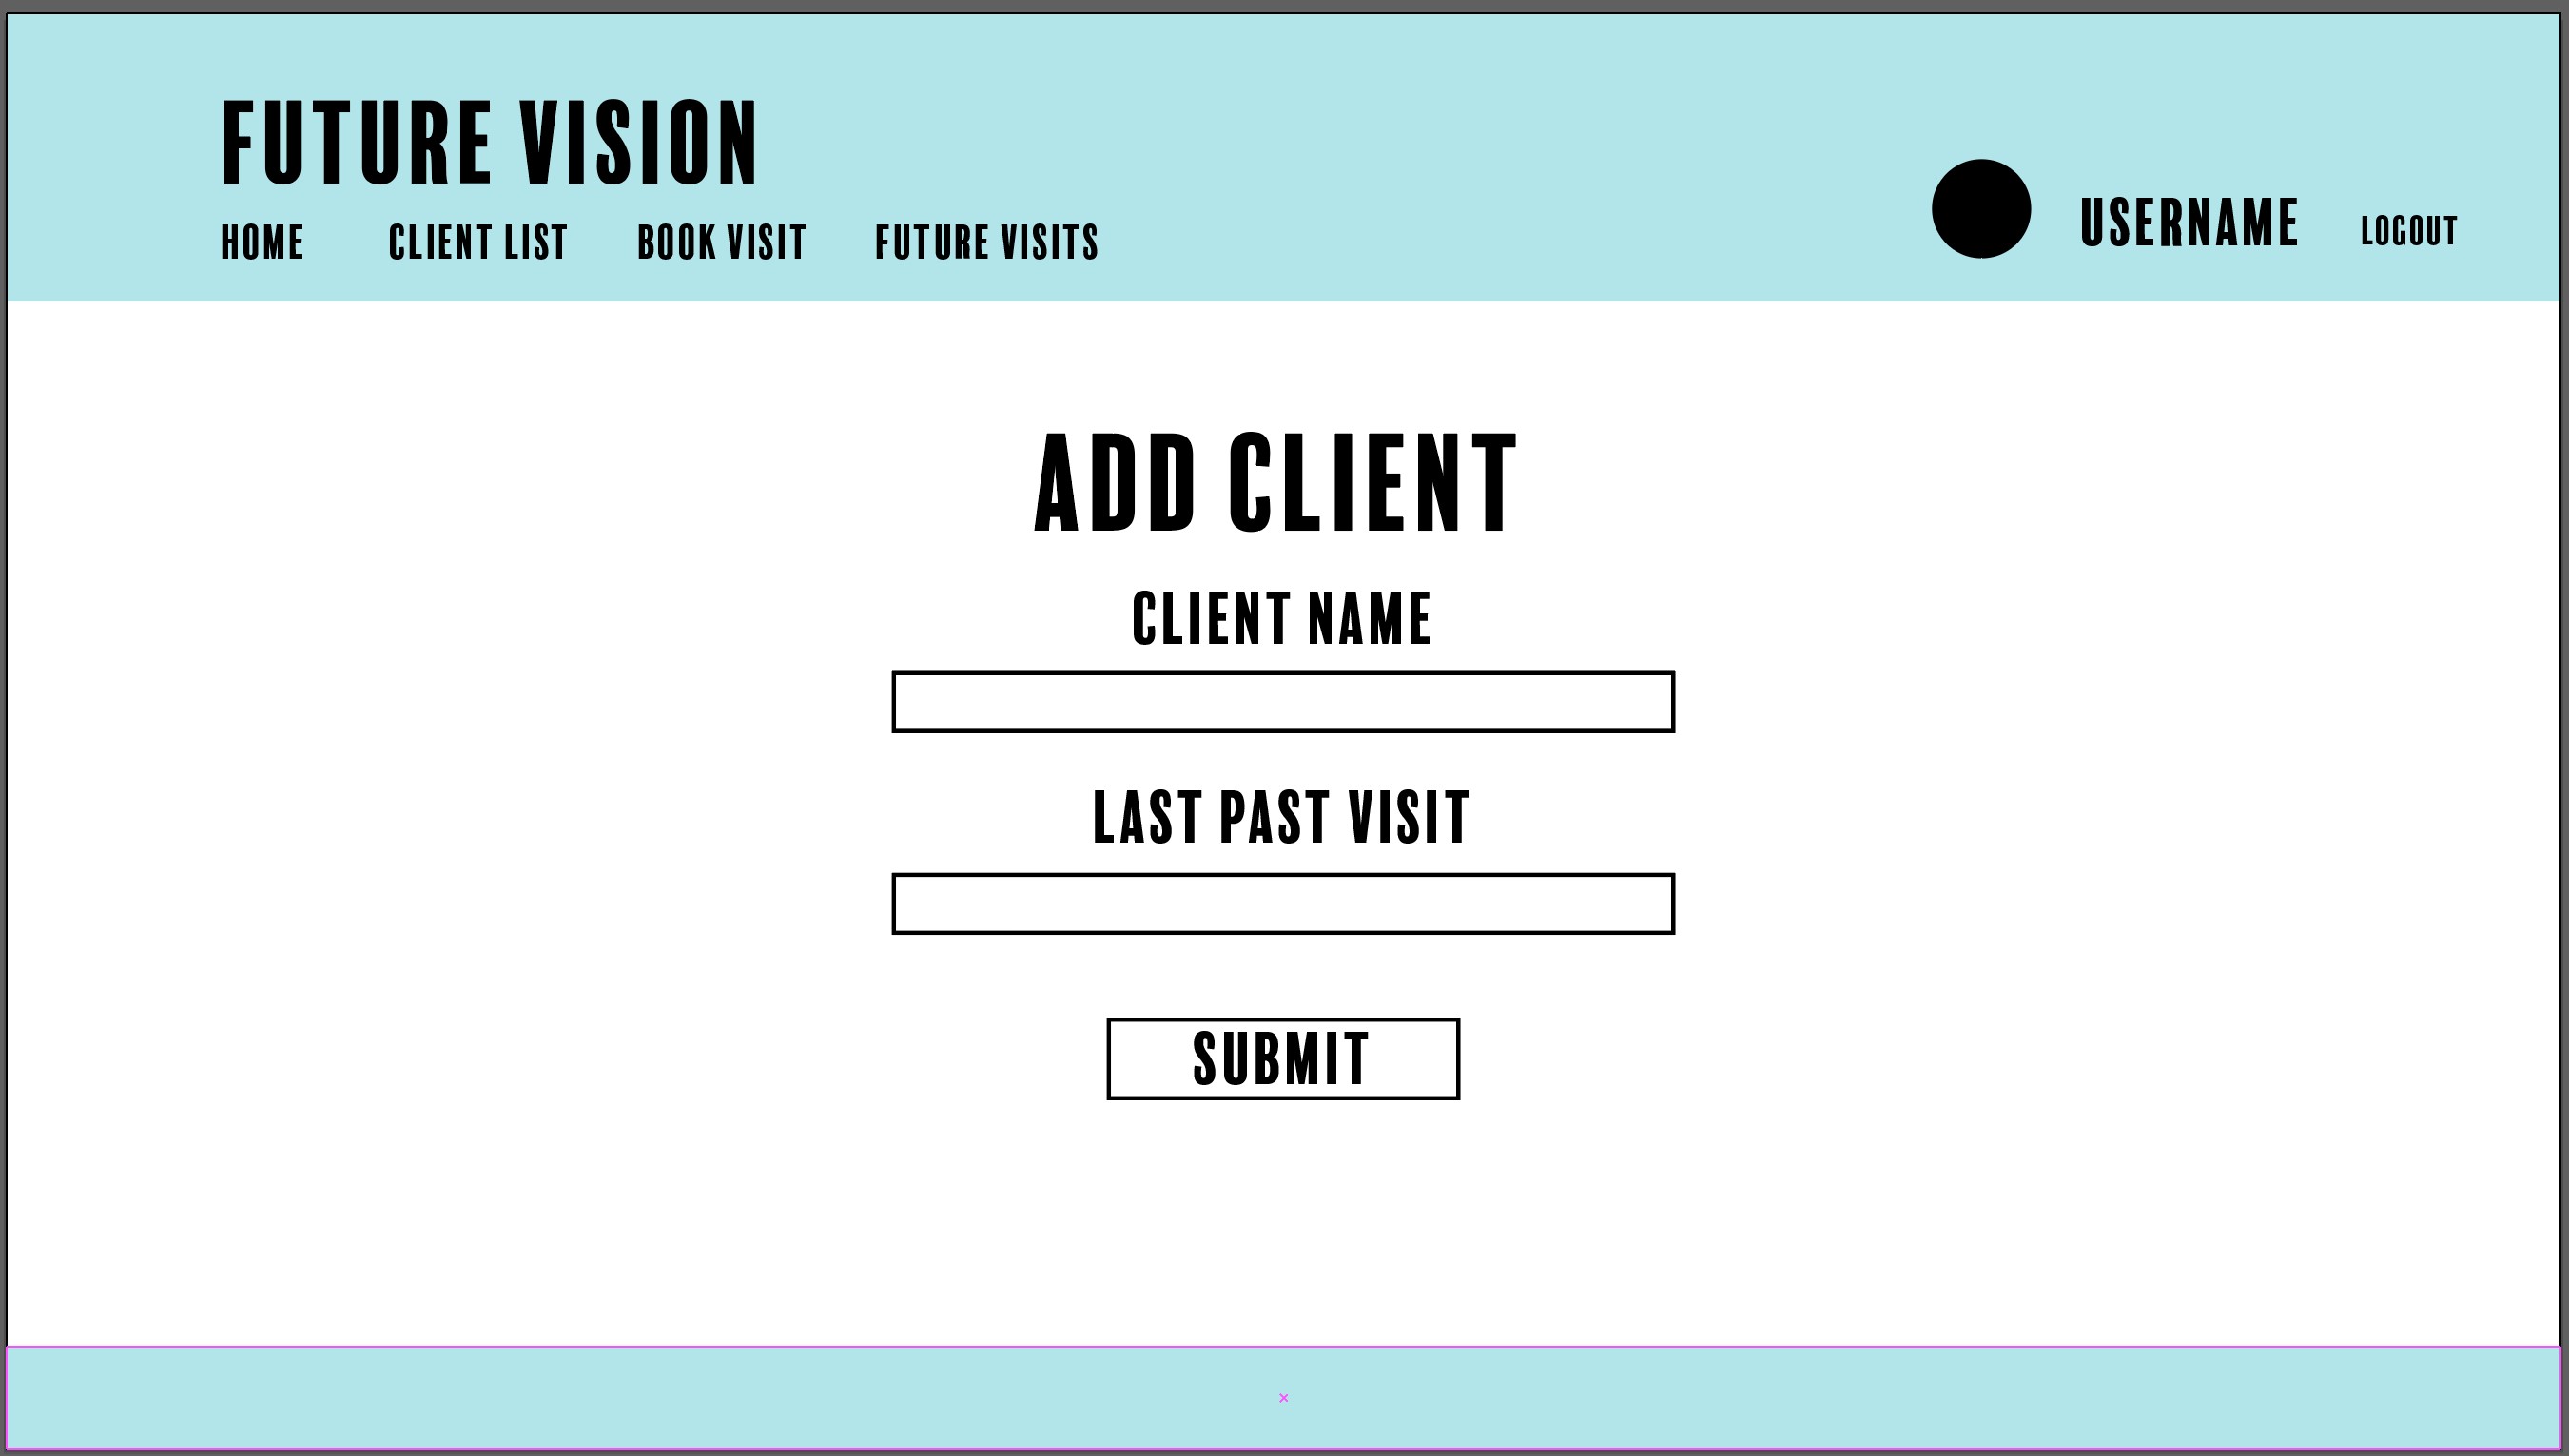 FUTURE VISION
HOME CLIENT LIST BOOK VISIT FUTURE VISITS
USERNAME LOGOUT
ADD CLIENT
CLIENT NAME
LAST PAST VISIT
SUBMIT